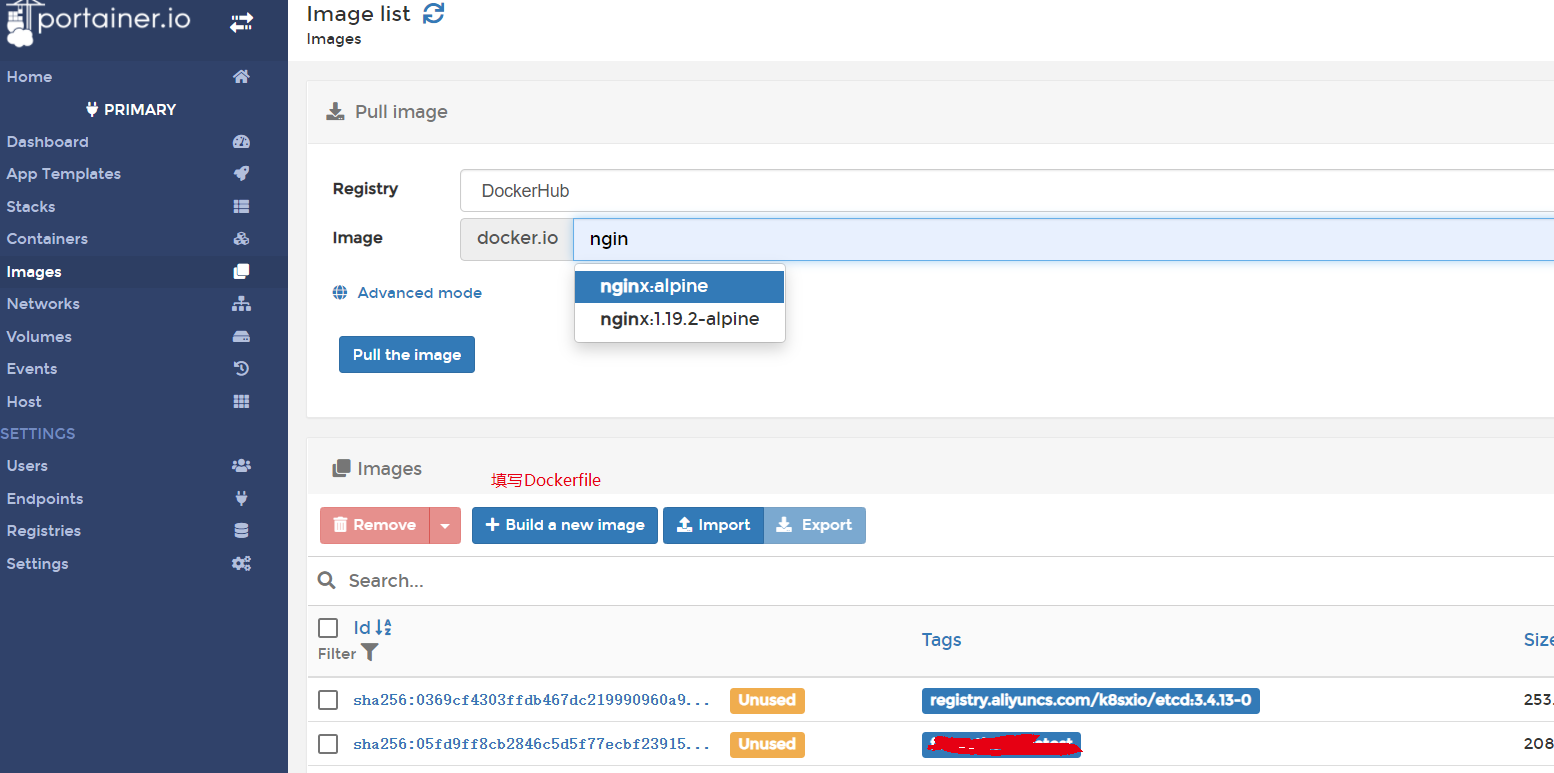 portainer.io
Image list
Images
Home
PRIMARY
Dashboard
App Templates
Stacks
Containers
Images
Networks
Volumes
Events
Host
SETTINGS
Users
Endpoints
Registries
Settings
Pull image
Registry
DockerHub
Image
docker.io
ngin
nginx:alpine
nginx:1.19.2-alpine
Advanced mode
Pull the image
Images
填写Dockerfile
Remove
Build a new image
Import
Export
Search...
Id
Filter
Tags
Size
sha256:0369cf4303ffdb467dc219990960a9... Unused registry.aliyuncs.com/k8sxio/etcd:3.4.13-0 253.
sha256:05fd9ff8cb2846c5d5f77ecbf23915... Unused 208